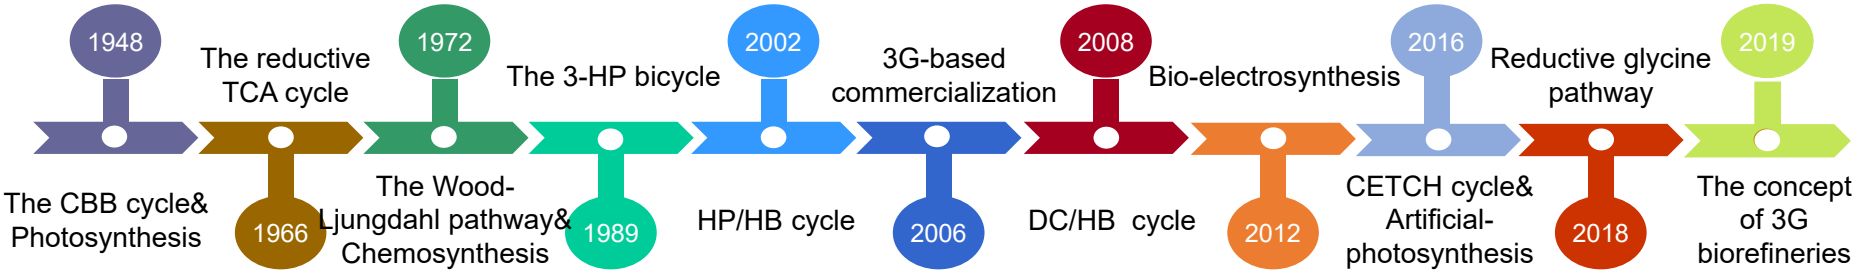 1948
The CBB cycle&
Photosynthesis
The reductive
TCA cycle
1966
1972
The Wood-
Ljungdahl pathway&
Chemosynthesis
The 3-HP bicycle
1989
2002
HP/HB cycle
3G-based
commercialization
2006
2008
DC/HB cycle
Bio-electrosynthesis
2012
2016
CETCH cycle&
Artificial-
photosynthesis
Reductive glycine
pathway
2018
2019
The concept
of 3G
biorefineries